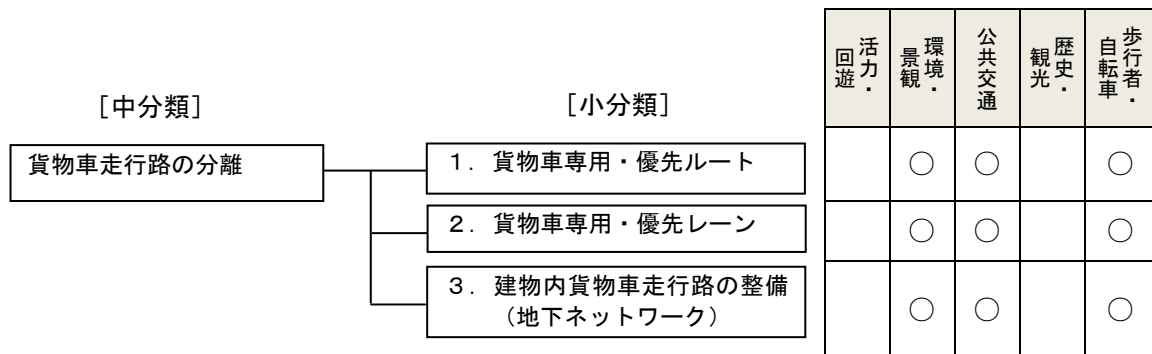 活力・
回遊
環境・
景観
公共交通
歴史・
観光
歩行者・
自転車
［中分類］
［小分類］
貨物車走行路の分離
１．貨物車専用・優先ルート
○ ○ ○
２．貨物車専用・優先レーン
○ ○ ○
３．建物内貨物車走行路の整備
（地下ネットワーク）
○ ○ ○